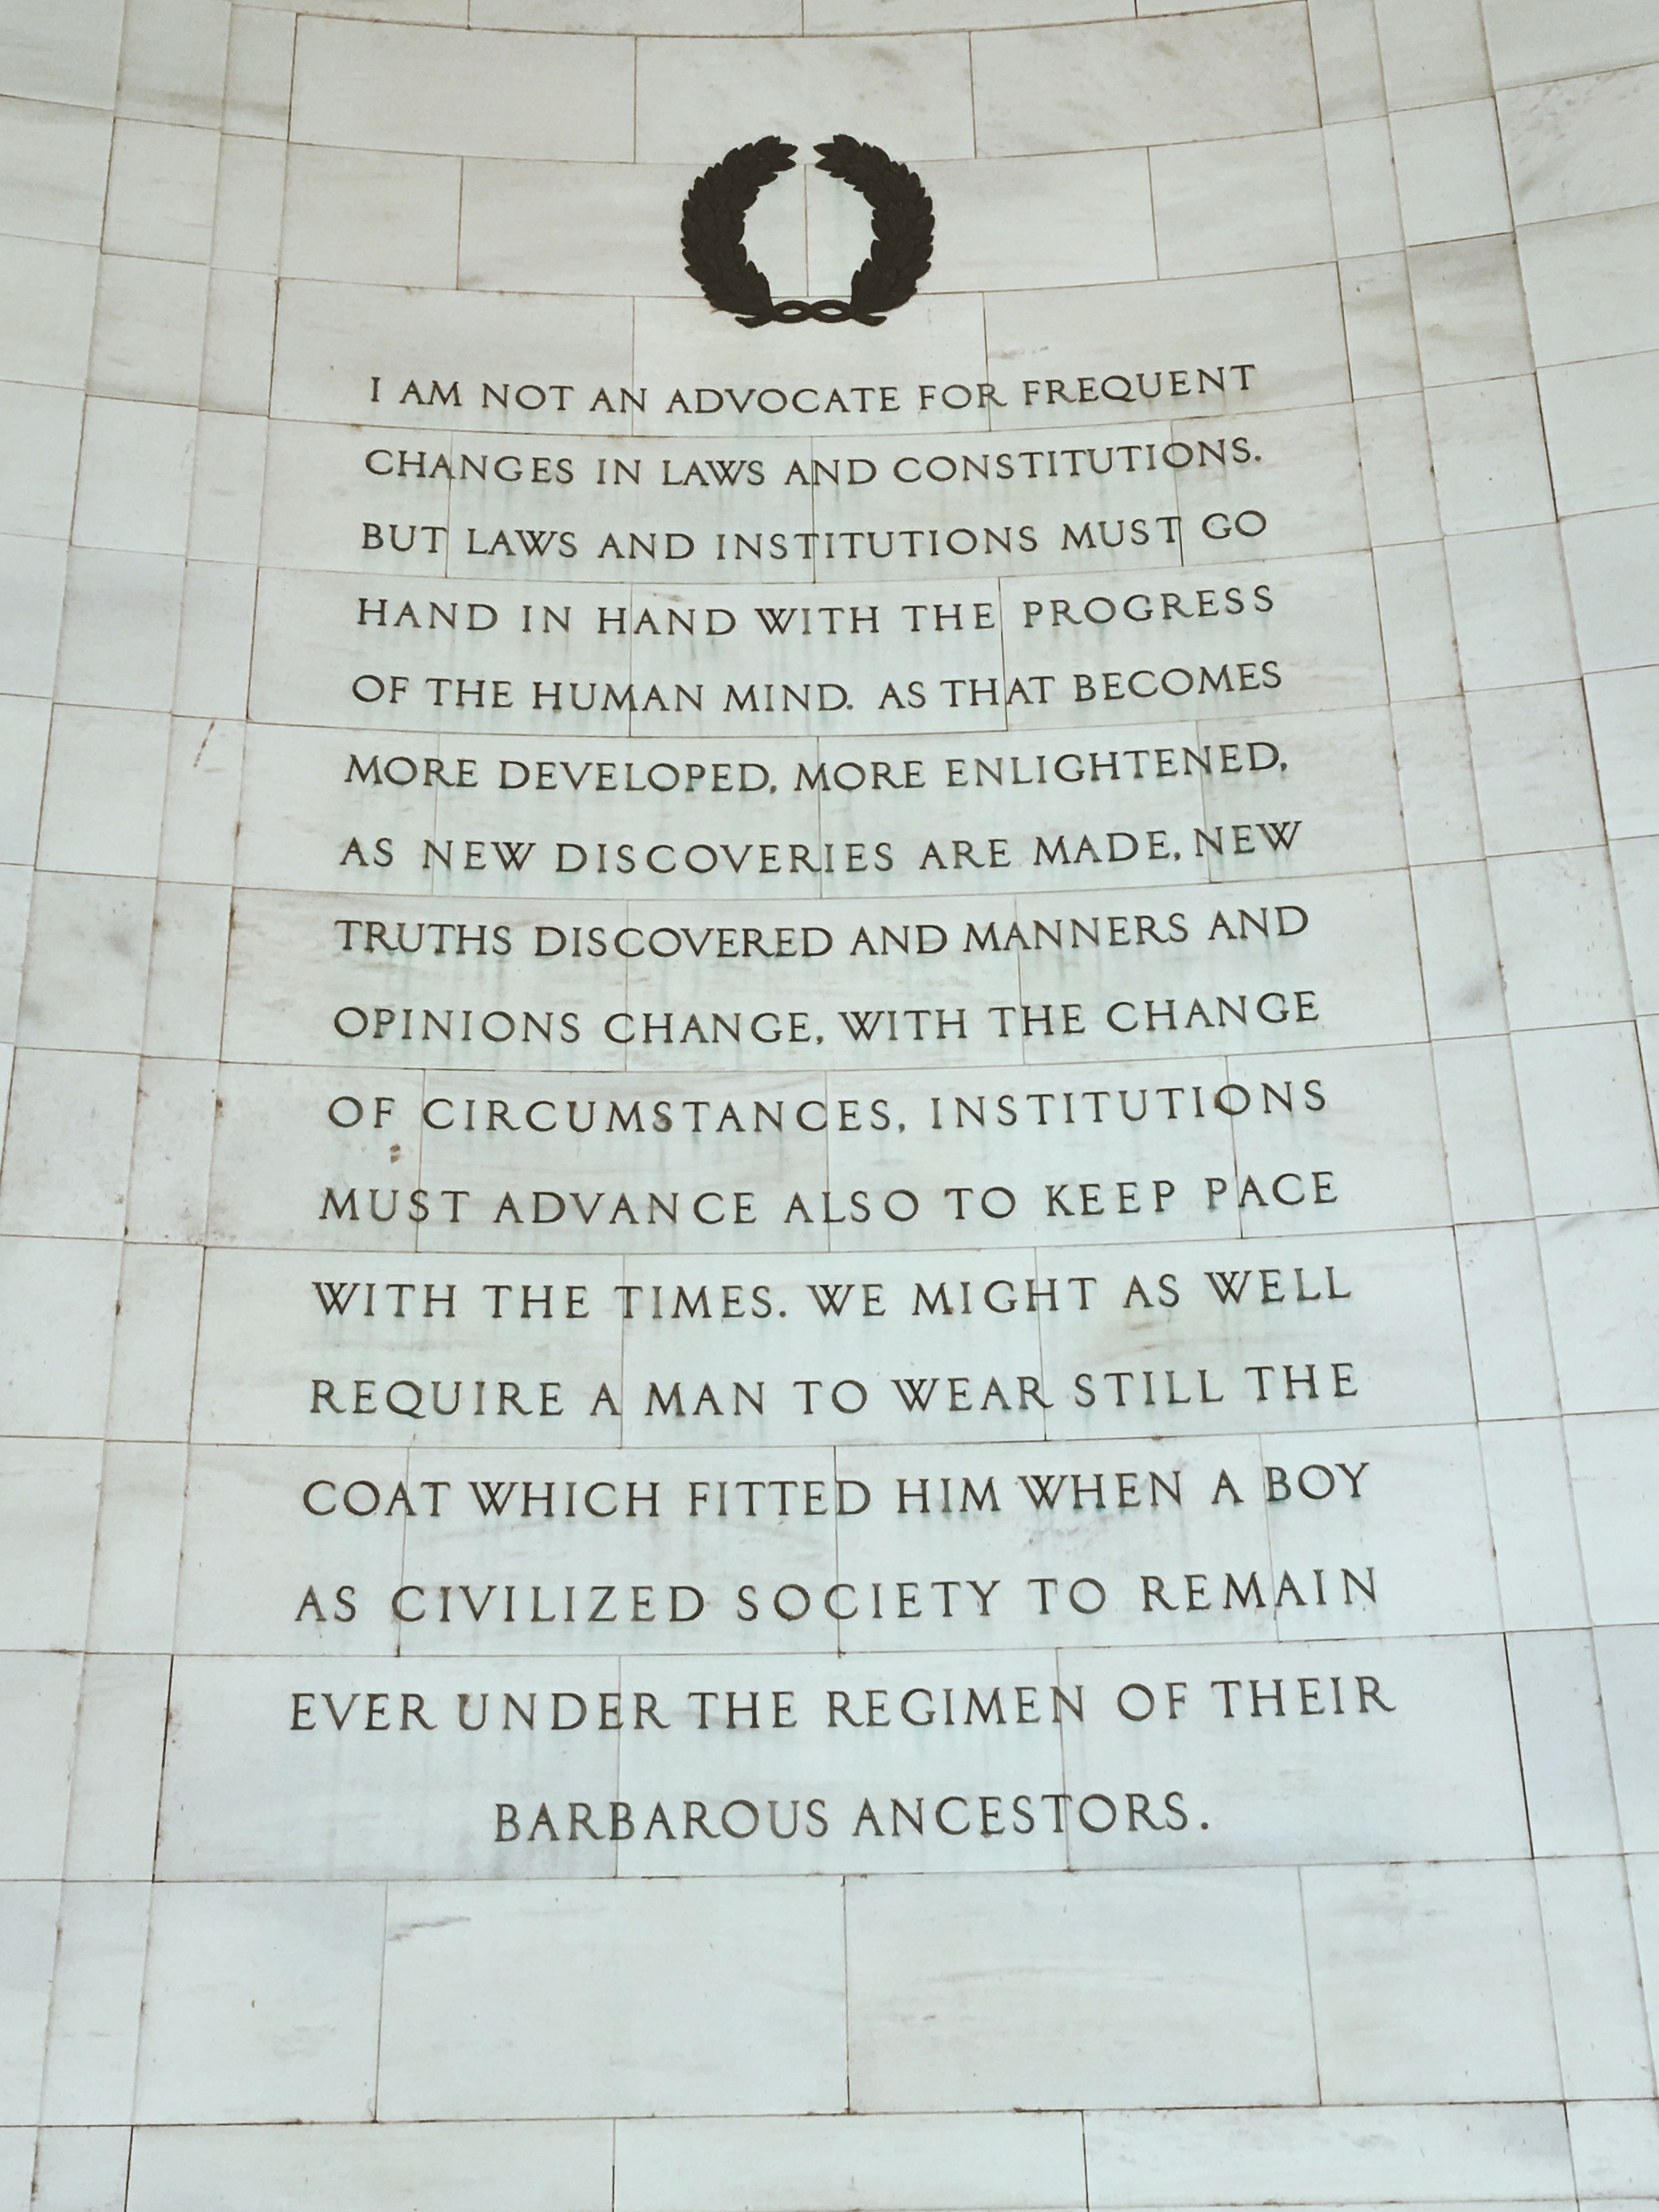 I AM NOT AN ADVOCATE FOR FREQUENT
CHANGES IN LAWS AND CONSTITUTIONS.
BUT LAWS AND INSTITUTIONS MUST GO
HAND IN HAND WITH THE PROGRESS
OF THE HUMAN MIND. AS THAT BECOMES
MORE DEVELOPED, MORE ENLIGHTENED,
AS NEW DISCOVERIES ARE MADE, NEW
TRUTHS DISCOVERED AND MANNERS AND
OPINIONS CHANGE, WITH THE CHANGE
OF CIRCUMSTANCES, INSTITUTIONS
MUST ADVANCE ALSO TO KEEP PACE
WITH THE TIMES. WE MIGHT AS WELL
REQUIRE A MAN TO WEAR STILL THE
COAT WHICH FITTED HIM WHEN A BOY
AS CIVILIZED SOCIETY TO REMAIN
EVER UNDER THE REGIMEN OF THEIR
BARBAROUS ANCESTORS.